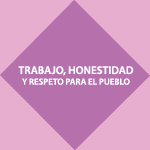 TRABAJO, HONESTIDAD
Y RESPETO PARA EL PUEBLO